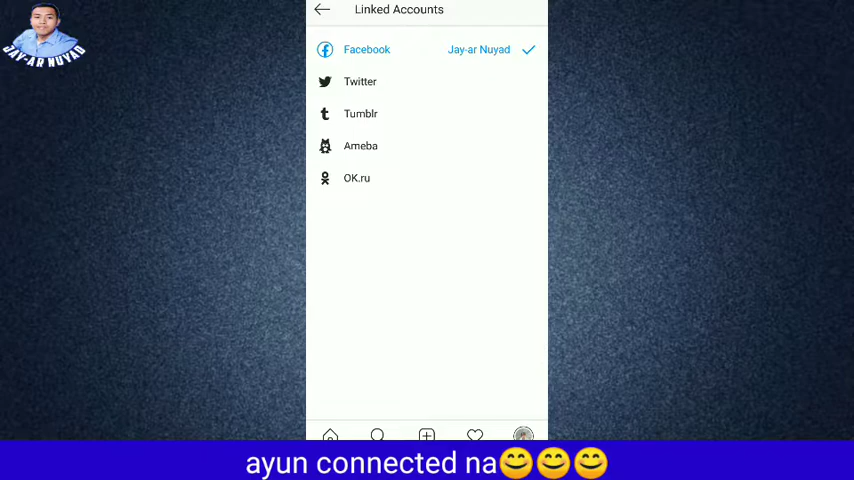 JAY-AR NUYAD
Linked Accounts
Facebook Jay-ar Nuyad
Twitter
Tumblr
Ameba
OK.ru
ayun connected na😊😊😊